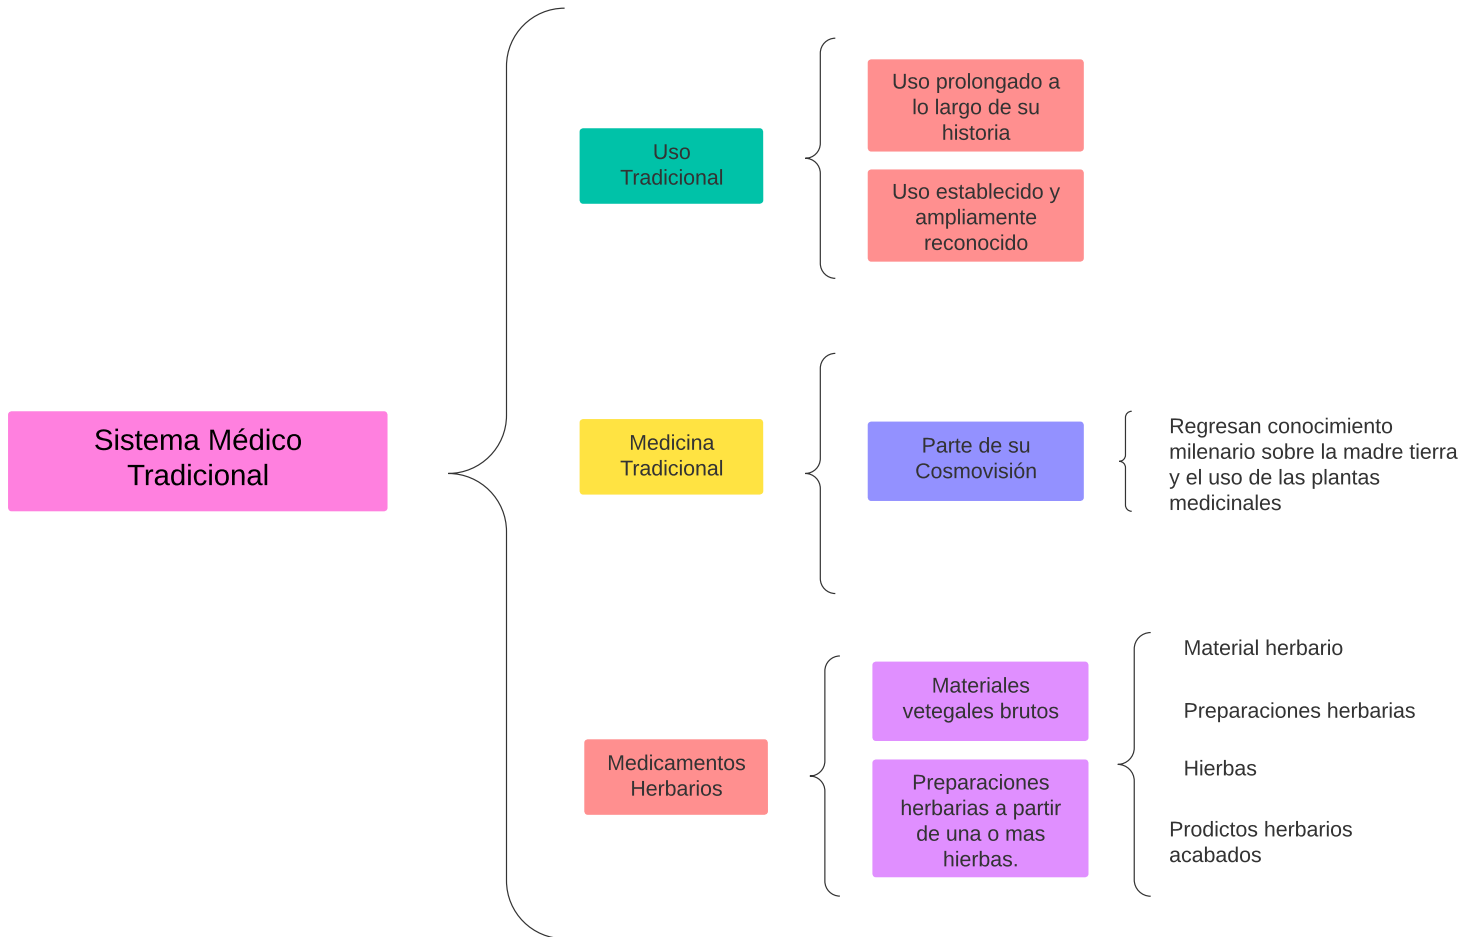 Sistema Médico
Tradicional
Uso
Tradicional
Uso prolongado a
lo largo de su
historia
Uso establecido y
ampliamente
reconocido
Medicina
Tradicional
Parte de su
Cosmovisión
Regresan conocimiento
milenario sobre la madre tierra
y el uso de las plantas
medicinales
Medicamentos
Herbarios
Materiales
vetegales brutos
Preparaciones
herbarias a partir
de una o mas
hierbas.
Material herbario
Preparaciones herbarias
Hierbas
Prodictos herbarios
acabados